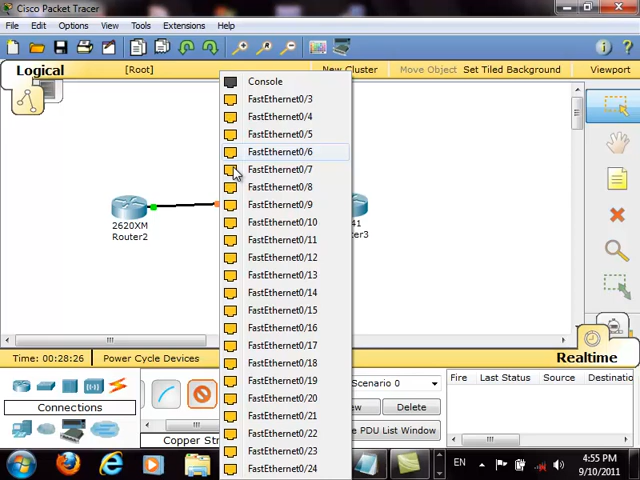 Cisco Packet Tracer
File Edit Options View Tools Extensions Help
Logical [Root] New Cluster Move Object Set Tiled Background Viewport
Console
FastEthernet0/3
FastEthernet0/4
FastEthernet0/5
FastEthernet0/6
FastEthernet0/7
FastEthernet0/8
FastEthernet0/9
FastEthernet0/10
FastEthernet0/11
FastEthernet0/12
FastEthernet0/13
FastEthernet0/14
FastEthernet0/15
FastEthernet0/16
FastEthernet0/17
FastEthernet0/18
FastEthernet0/19
FastEthernet0/20
FastEthernet0/21
FastEthernet0/22
FastEthernet0/23
FastEthernet0/24
2620XM
Router2
41
Router3
Time: 00:28:26 Power Cycle Devices Realtime
Connections
Copper Str
Scenario 0
ew Delete
e PDU List Window
Fire Last Status Source Destinatio
EN 4:55 PM
9/10/2011